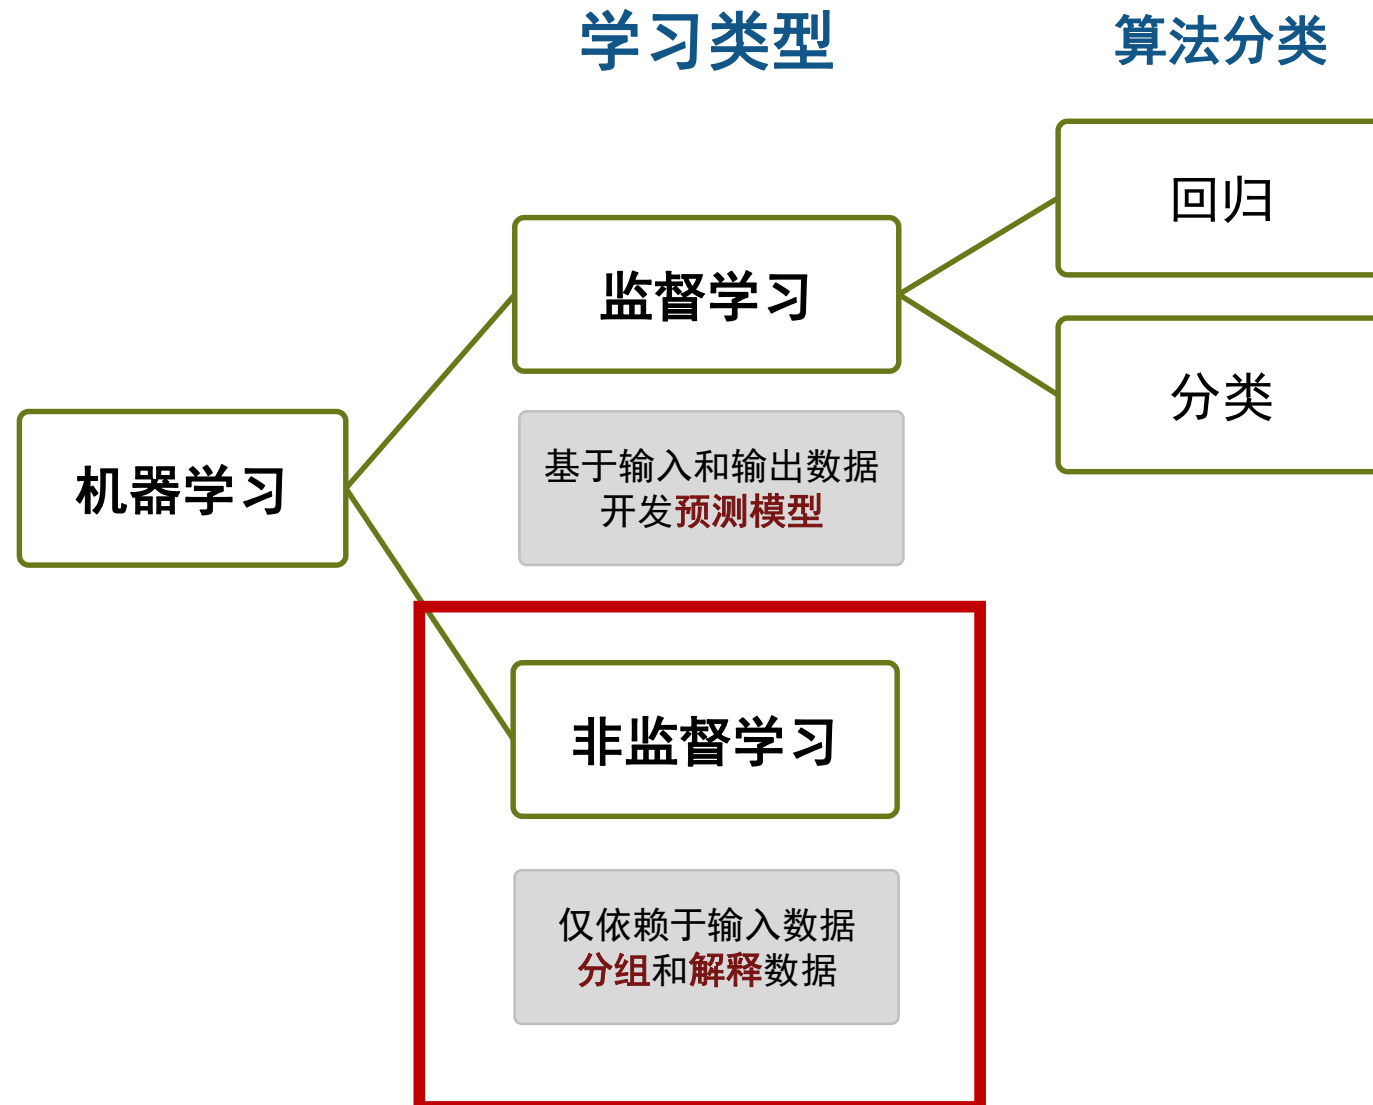 学习类型
算法分类
回归
监督学习
分类
基于输入和输出数据
开发预测模型
机器学习
非监督学习
仅依赖于输入数据
分组和解释数据